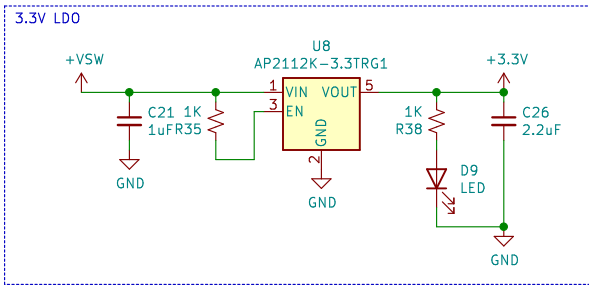 3.3V LDO
U8
AP2112K-3.3TRG1
+VSW
+3.3V
1 VIN VOUT 5
3 EN
GND
2
C21
1uF
1K
R35
1K
R38
C26
2.2uF
D9
LED
GND
GND
GND